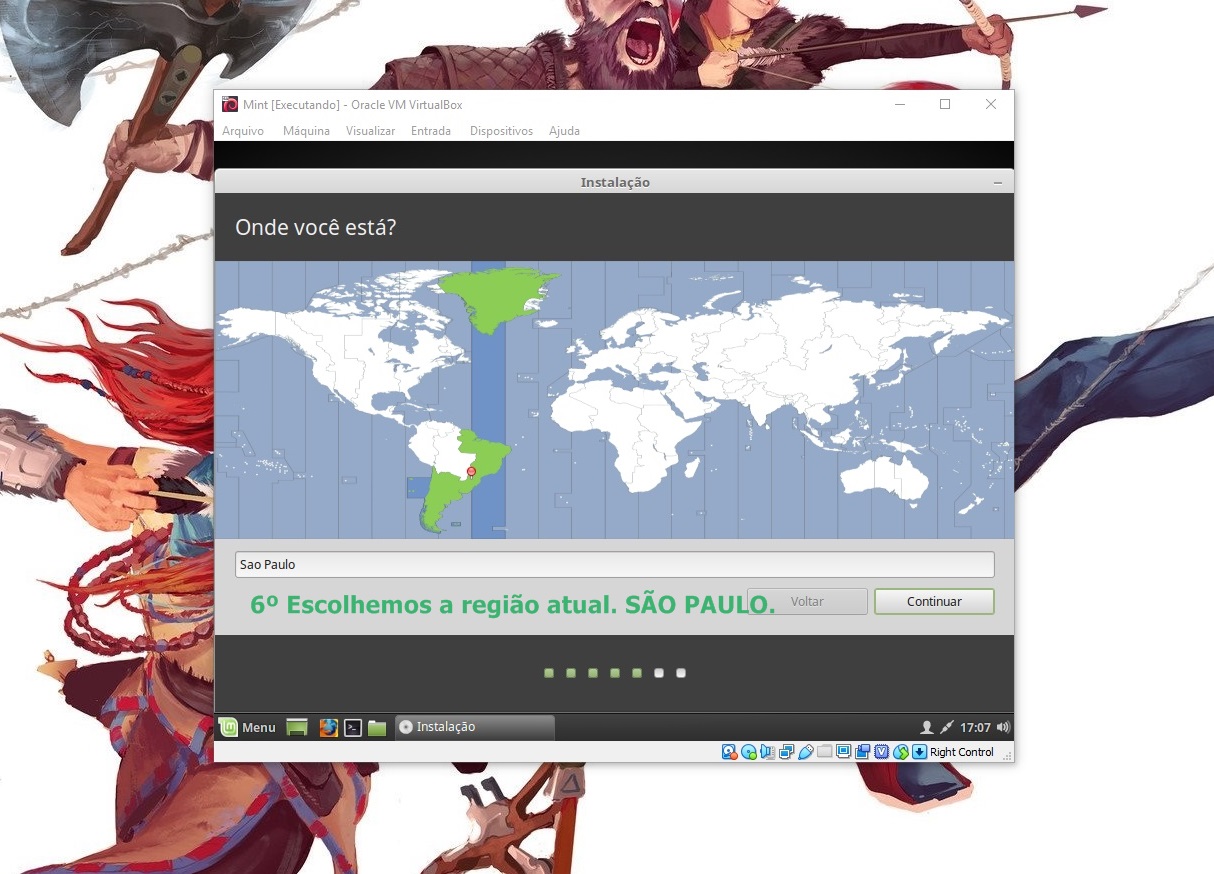 Mint [Executando] - Oracle VM VirtualBox
Arquivo Máquina Visualizar Entrada Dispositivos Ajuda
Instalação
Onde você está?
Sao Paulo
6º Escolhemos a região atual. SÃO PAULO.
Voltar
Continuar
Menu
Instalação
17:07
Right Control